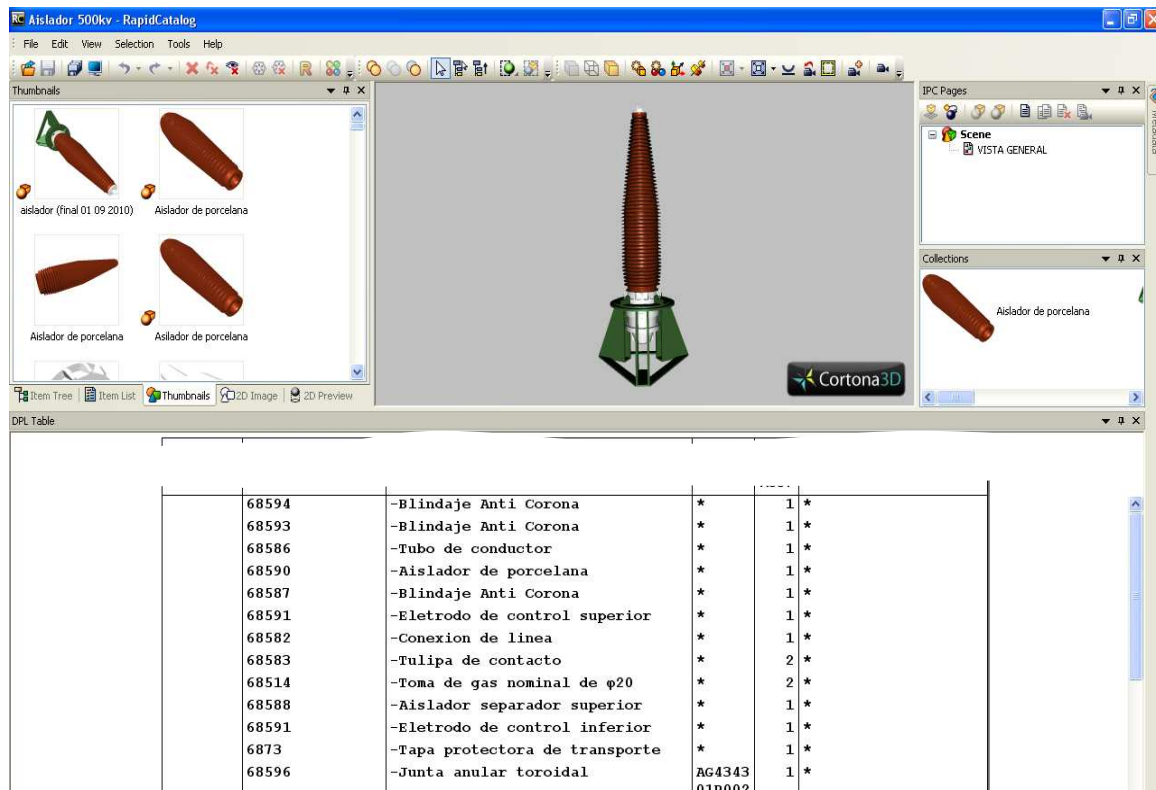 RC Aislador 500kv - RapidCatalog
File Edit View Selection Tools Help
Thumbnails
aislador (final 01 09 2010) Aislador de porcelana
Aislador de porcelana Asilador de porcelana
Item Tree Item List Thumbnails 2D Image 2D Preview
Cortona3D
IPC Pages
Scene
VISTA GENERAL
Collections
Aislador de porcelana
Metadata
DPL Table
68594 -Blindaje Anti Corona * 1 *
68593 -Blindaje Anti Corona * 1 *
68586 -Tubo de conductor * 1 *
68590 -Aislador de porcelana * 1 *
68587 -Blindaje Anti Corona * 1 *
68591 -Eletrodo de control superior * 1 *
68582 -Conexion de linea * 1 *
68583 -Tulipa de contacto * 2 *
68514 -Toma de gas nominal de φ20 * 2 *
68588 -Aislador separador superior * 1 *
68591 -Eletrodo de control inferior * 1 *
6873 -Tapa protectora de transporte * 1 *
68596 -Junta anular toroidal AG4343 1 *
01P002